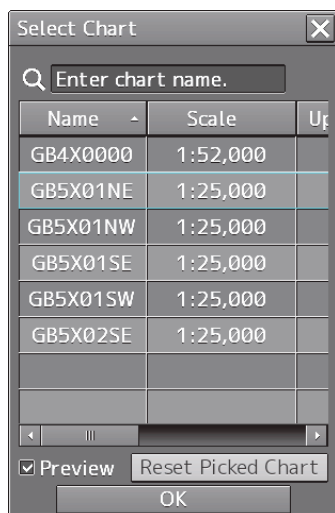 Select Chart
Enter chart name.
Name Scale Up
GB4X0000 1:52,000
GB5X01NE 1:25,000
GB5X01NW 1:25,000
GB5X01SE 1:25,000
GB5X01SW 1:25,000
GB5X02SE 1:25,000
Preview Reset Picked Chart
OK